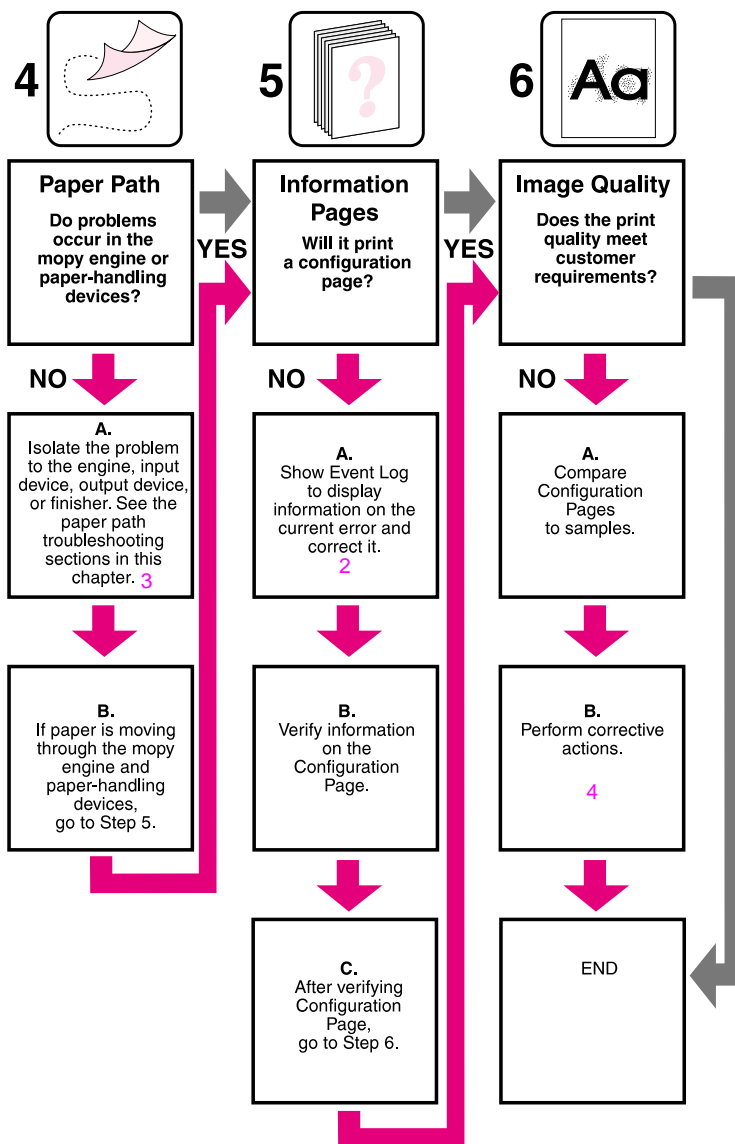 4
5
?
6
Aa
Paper Path
Do problems
occur in the
mopy engine or
paper-handling
devices?
YES
Information
Pages
Will it print
a configuration
page?
YES
Image Quality
Does the print
quality meet
customer
requirements?
NO
NO
NO
A.
Isolate the problem
to the engine, input
device, output device,
or finisher. See the
paper path
troubleshooting
sections in this
chapter. 3
A.
Show Event Log
to display
information on the
current error and
correct it.
2
A.
Compare
Configuration
Pages
to samples.
B.
If paper is moving
through the mopy
engine and
paper-handling
devices,
go to Step 5.
B.
Verify information
on the
Configuration
Page.
B.
Perform corrective
actions.
4
C.
After verifying
Configuration
Page,
go to Step 6.
END